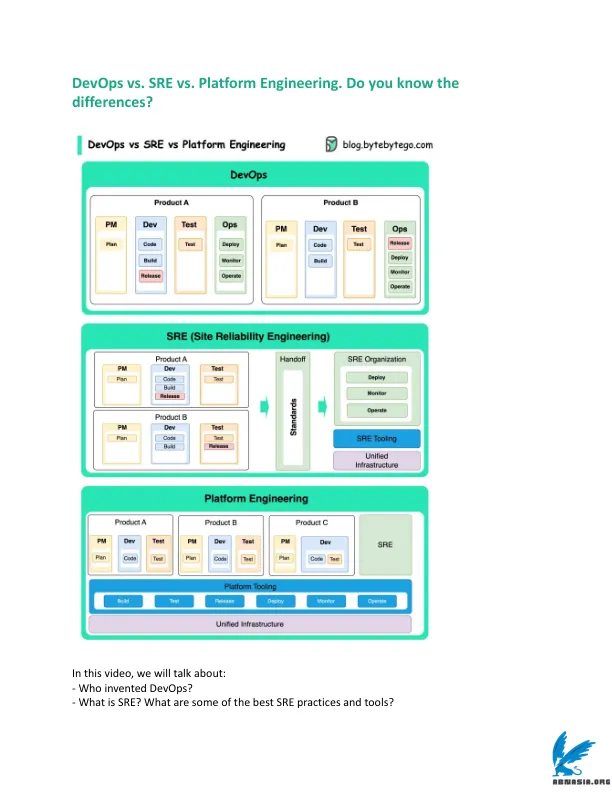 DevOps vs. SRE vs. Platform Engineering. Do you know the
differences?
DevOps vs SRE vs Platform Engineering
blog.bytebytego.com
DevOps
Product A
PM
Plan
Dev
Code
Build
Release
Test
Test
Ops
Deploy
Monitor
Operate
Product B
PM
Plan
Dev
Code
Build
Test
Test
Ops
Release
Deploy
Monitor
Operate
SRE (Site Reliability Engineering)
Product A
PM
Plan
Dev
Code
Build
Release
Test
Test
Product B
PM
Plan
Dev
Code
Build
Test
Test
Release
Handoff
Standards
SRE Organization
Deploy
Monitor
Operate
SRE Tooling
Unified
Infrastructure
Platform Engineering
Product A
PM
Plan
Dev
Code
Test
Test
Product B
PM
Plan
Dev
Code
Test
Test
Product C
PM
Plan
Dev
Code
Test
SRE
Platform Tooling
Build
Test
Release
Deploy
Monitor
Operate
Unified Infrastructure
In this video, we will talk about:
- Who invented DevOps?
- What is SRE? What are some of the best SRE practices and tools?
ABNASIA.ORG